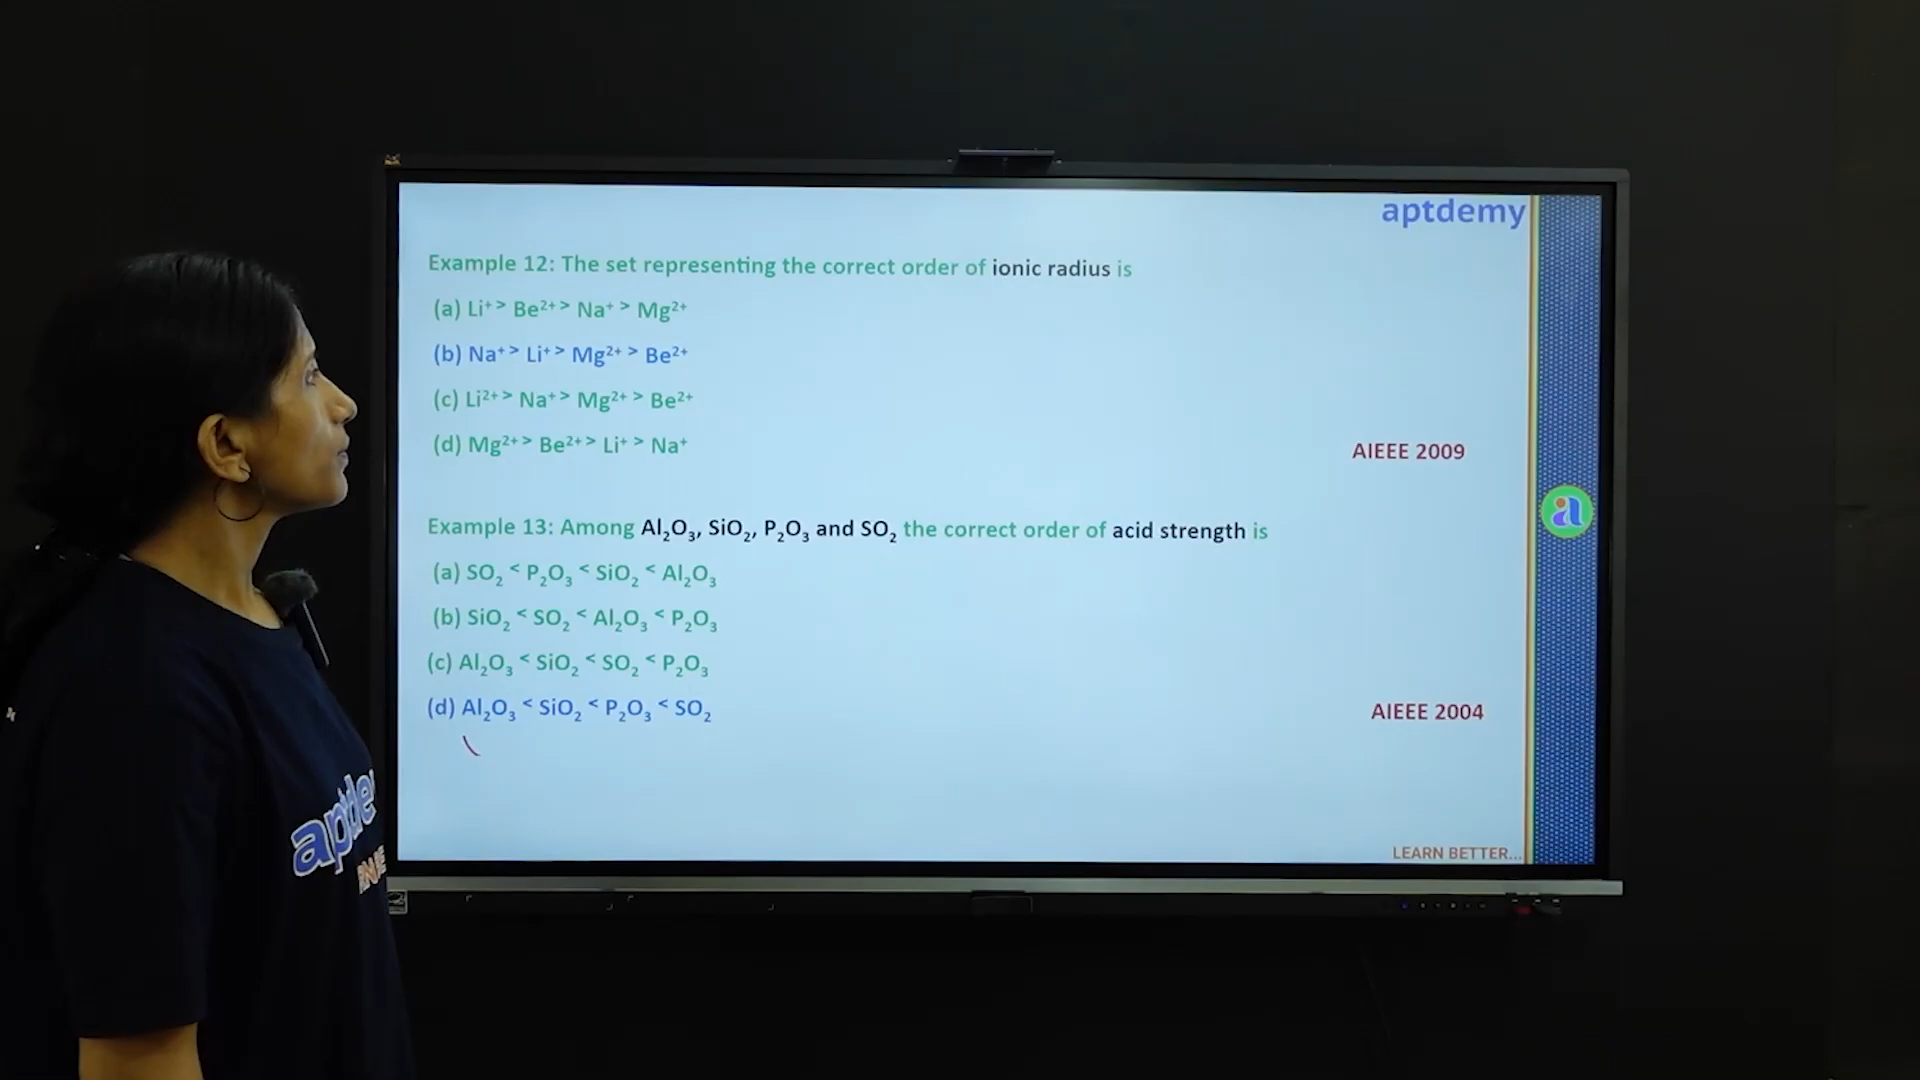 aptdemy
Example 12: The set representing the correct order of ionic radius is
(a) Li⁺ > Be²⁺ > Na⁺ > Mg²⁺
(b) Na⁺ > Li⁺ > Mg²⁺ > Be²⁺
(c) Li²⁺ > Na⁺ > Mg²⁺ > Be²⁺
(d) Mg²⁺ > Be²⁺ > Li⁺ > Na⁺
AIEEE 2009
Example 13: Among Al₂O₃, SiO₂, P₂O₃ and SO₂ the correct order of acid strength is
(a) SO₂ < P₂O₃ < SiO₂ < Al₂O₃
(b) SiO₂ < SO₂ < Al₂O₃ < P₂O₃
(c) Al₂O₃ < SiO₂ < SO₂ < P₂O₃
(d) Al₂O₃ < SiO₂ < P₂O₃ < SO₂
AIEEE 2004
LEARN BETTER...
a
aptde